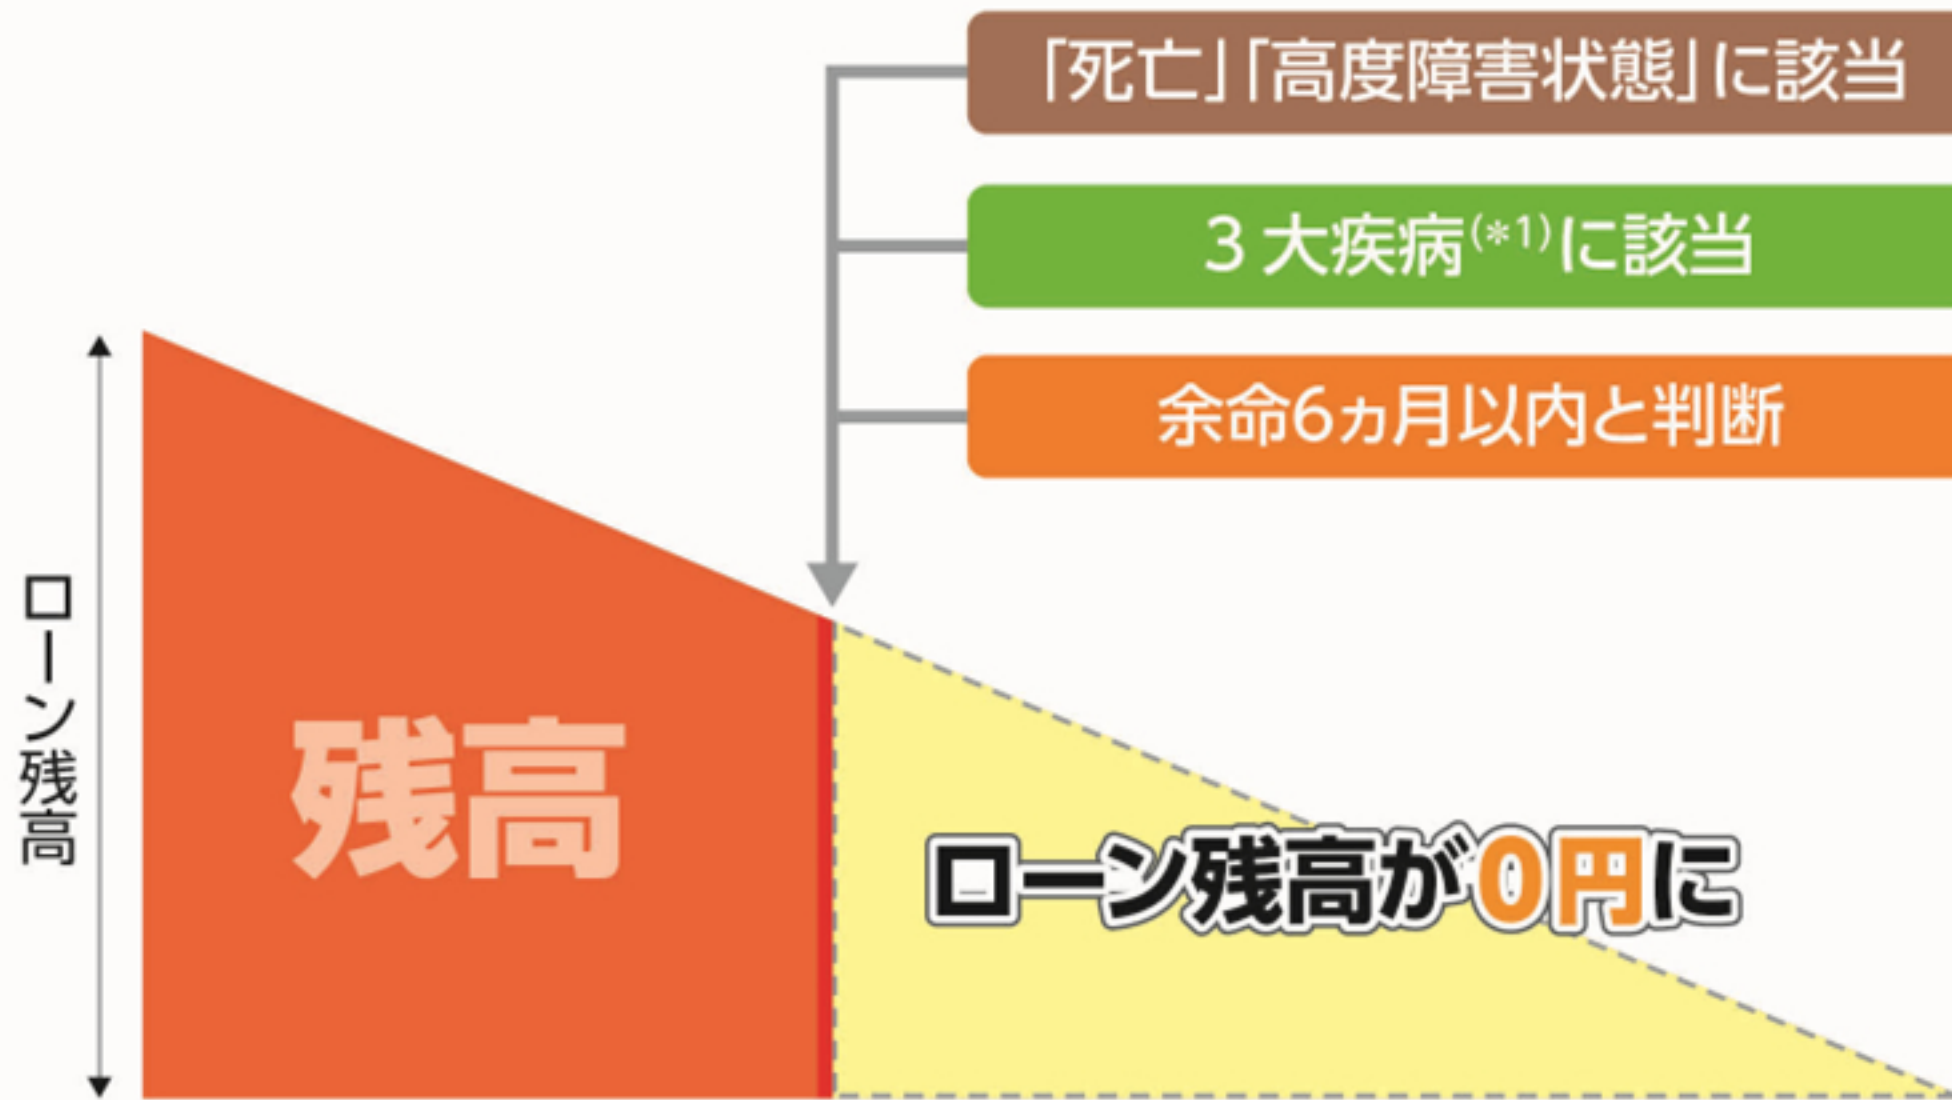 「死亡」「高度障害状態」に該当
3大疾病(*1)に該当
余命6ヵ月以内と判断
ローン残高
残高
ローン残高が0円に